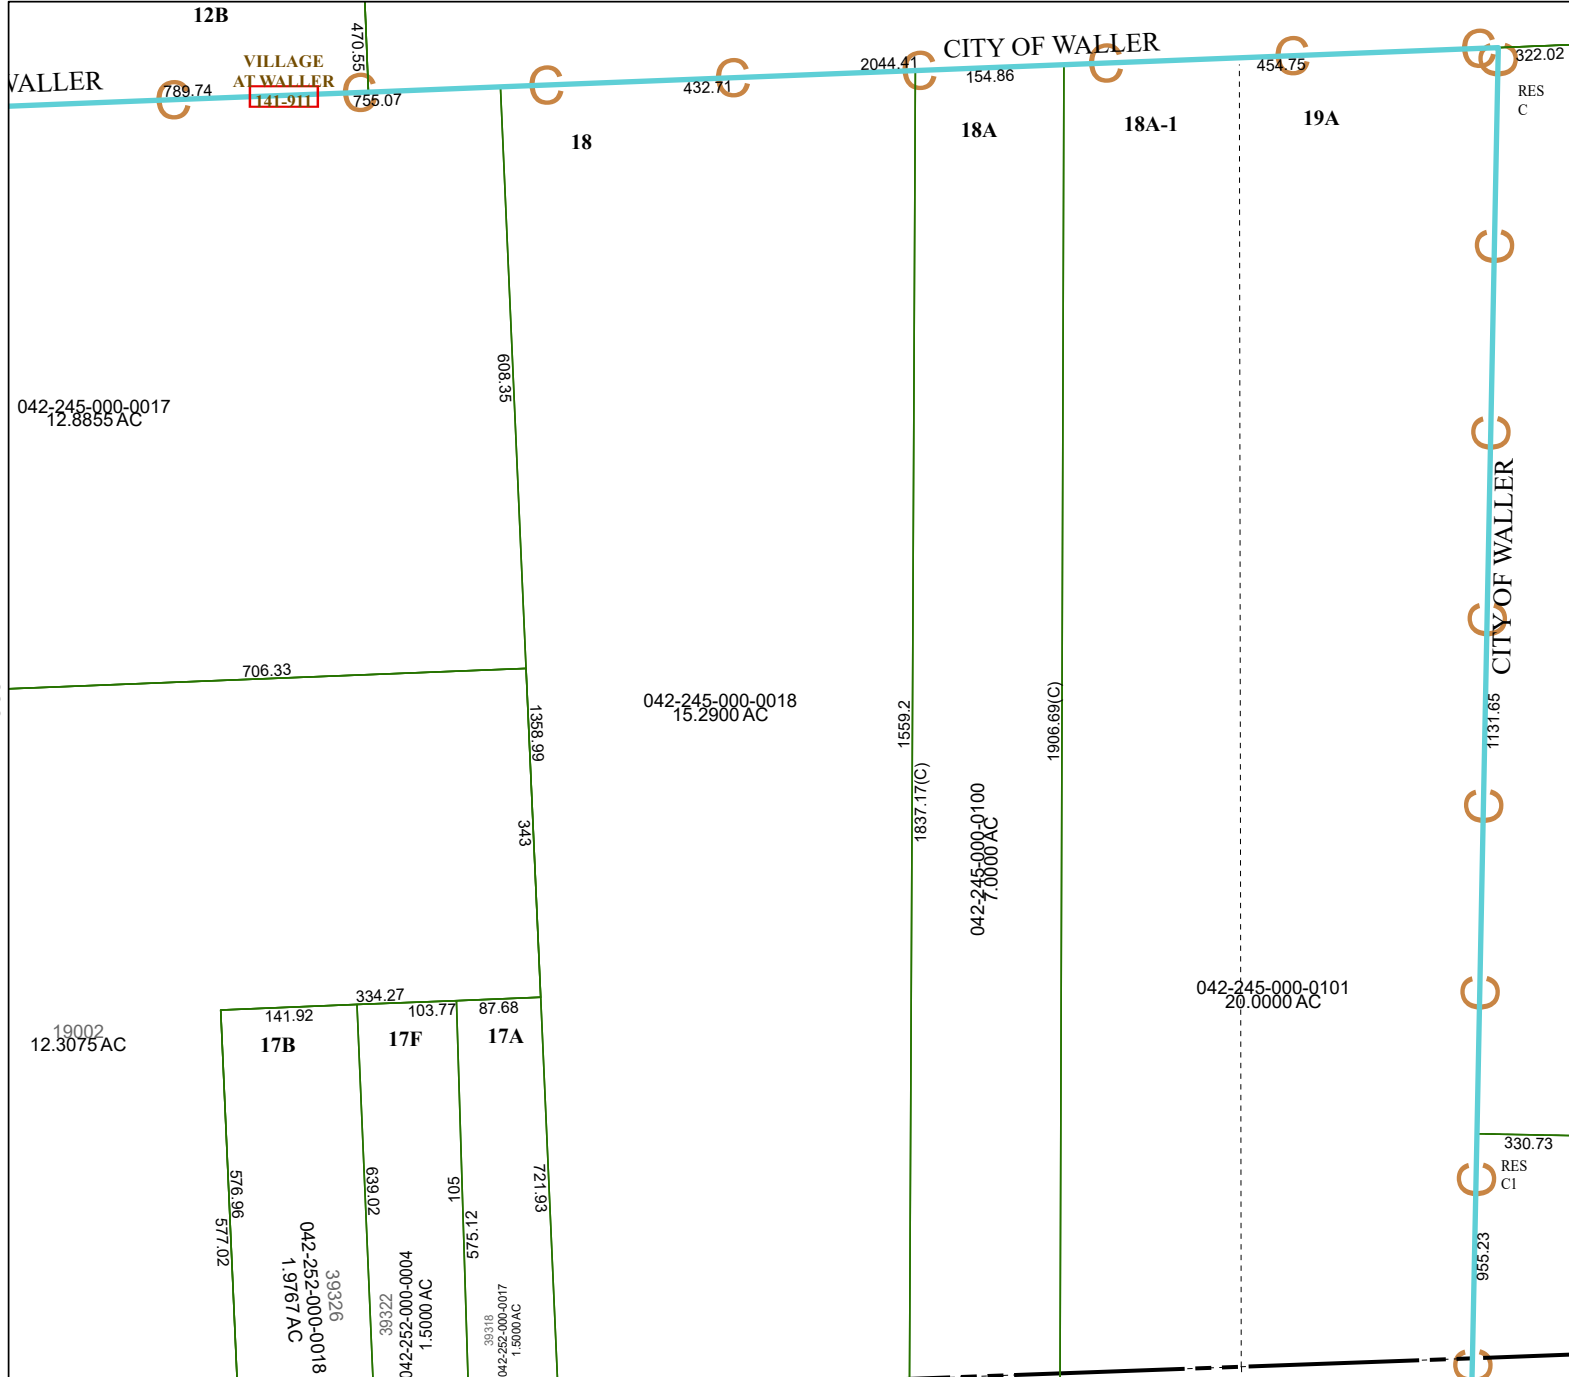 12B
470.55
VILLAGE
AT WALLER
141-911
WALLER
789.74
755.07
CITY OF WALLER
2044.41
432.71
154.86
454.75
322.02
RES
C
18
18A
18A-1
19A
608.35
042-245-000-0017
12.8855 AC
CITY OF WALLER
706.33
042-245-000-0018
15.2900 AC
1358.99
1559.2
1906.69(C)
1131.65
343
1837.17(C)
042-245-000-0100
7.0000 AC
042-245-000-0101
20.0000 AC
334.27
141.92
103.77
87.68
19002
12.3075 AC
17B
17F
17A
330.73
RES
C1
576.96
577.02
639.02
105
575.12
721.93
955.23
39326
042-252-000-0018
1.9767 AC
39322
042-252-000-0004
1.5000 AC
39318
042-252-000-0017
1.5000 AC